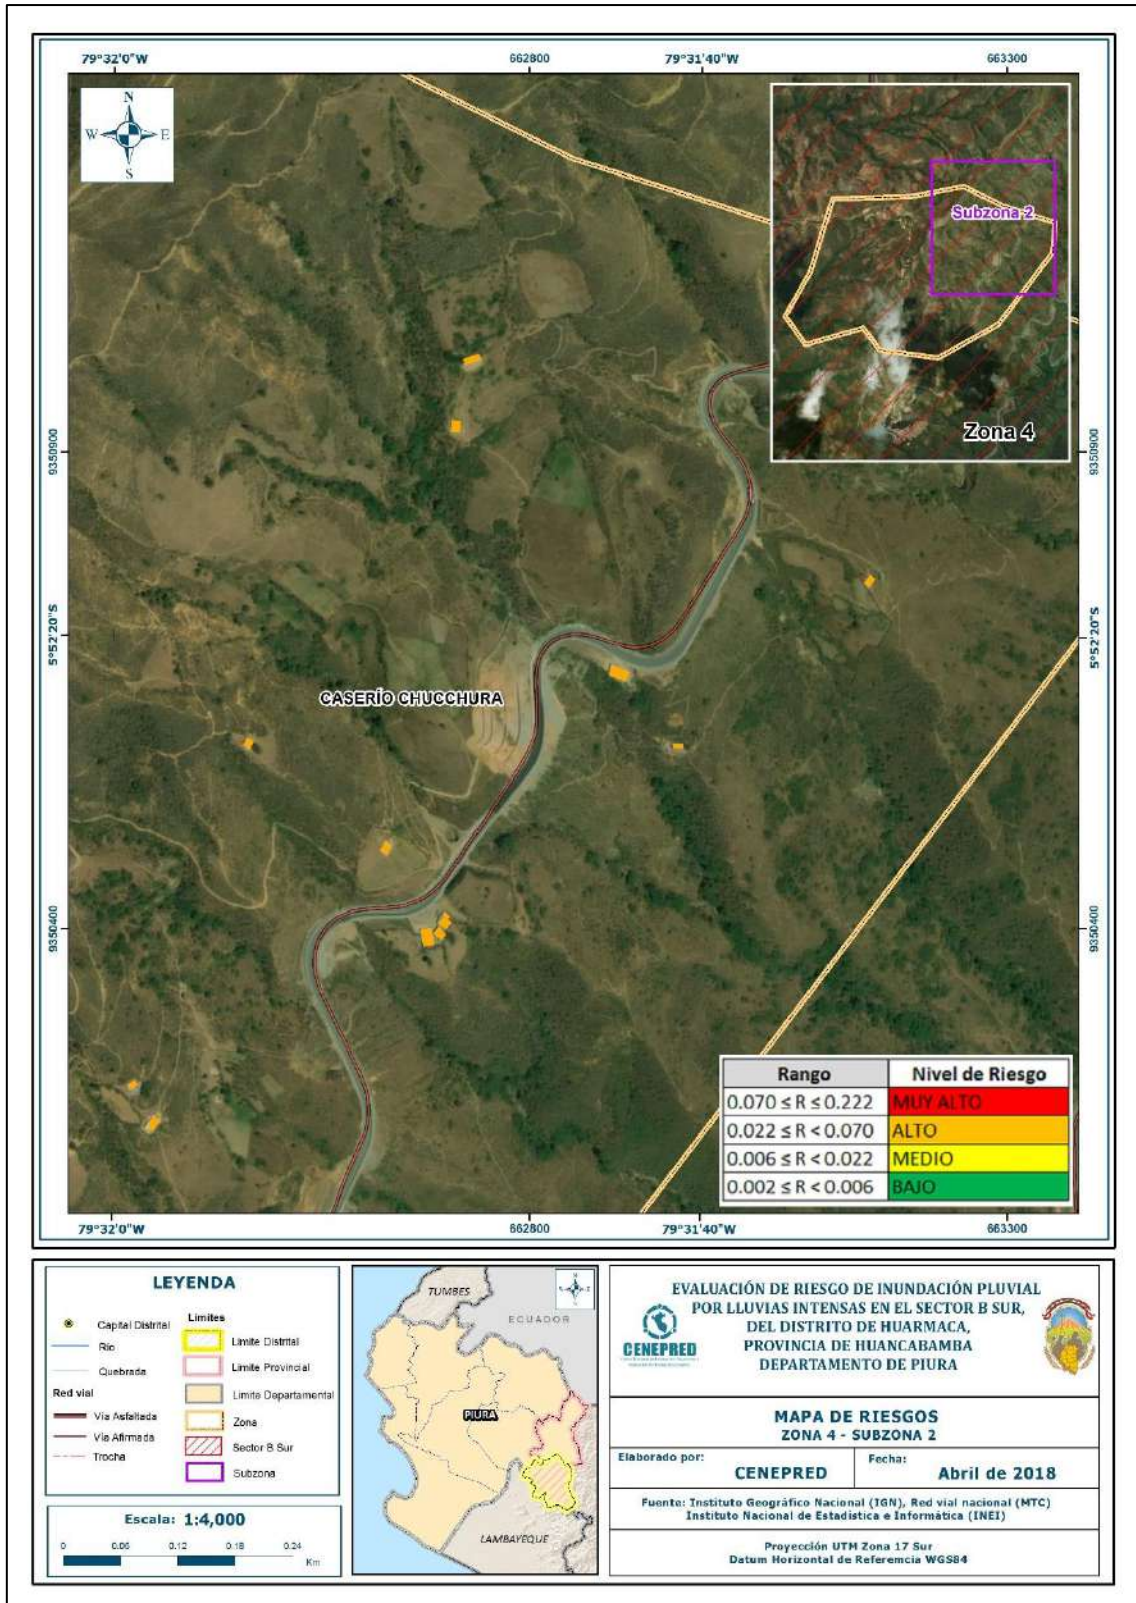 79°32'0"W
662800
79°31'40"W
663300
N
W
E
S
Subzona 2
Zona 4
9350900
9350900
5°52'20"S
5°52'20"S
CASERÍO CHUCCHURA
9350400
9350400
Rango
Nivel de Riesgo
0.070 ≤ R ≤ 0.222
MUY ALTO
0.022 ≤ R < 0.070
ALTO
0.006 ≤ R < 0.022
MEDIO
0.002 ≤ R < 0.006
BAJO
79°32'0"W
662800
79°31'40"W
663300
LEYENDA
Capital Distrital
Río
Quebrada
Red vial
Vía Asfaltada
Vía Afirmada
Trocha
Límites
Limite Distrital
Limite Provincial
Limite Departamental
Zona
Sector B Sur
Subzona
Escala: 1:4,000
0 0.06 0.12 0.18 0.24
Km
TUMBES
ECUADOR
PIURA
LAMBAYEQUE
EVALUACIÓN DE RIESGO DE INUNDACIÓN PLUVIAL
POR LLUVIAS INTENSAS EN EL SECTOR B SUR,
DEL DISTRITO DE HUARMACA,
PROVINCIA DE HUANCABAMBA
DEPARTAMENTO DE PIURA
CENEPRED
MAPA DE RIESGOS
ZONA 4 - SUBZONA 2
Elaborado por:
CENEPRED
Fecha:
Abril de 2018
Fuente: Instituto Geográfico Nacional (IGN), Red vial nacional (MTC)
Instituto Nacional de Estadistica e Informática (INEI)
Proyección UTM Zona 17 Sur
Datum Horizontal de Referencia WGS84